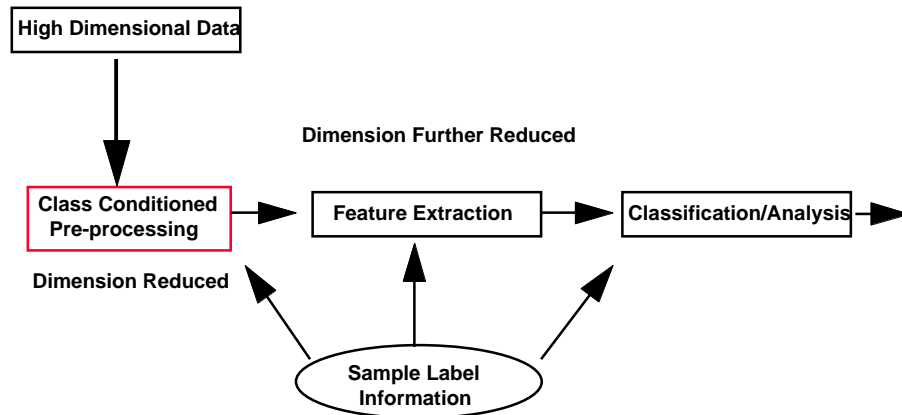 High Dimensional Data
Dimension Further Reduced
Class Conditioned
Pre-processing
Feature Extraction
Classification/Analysis
Dimension Reduced
Sample Label
Information